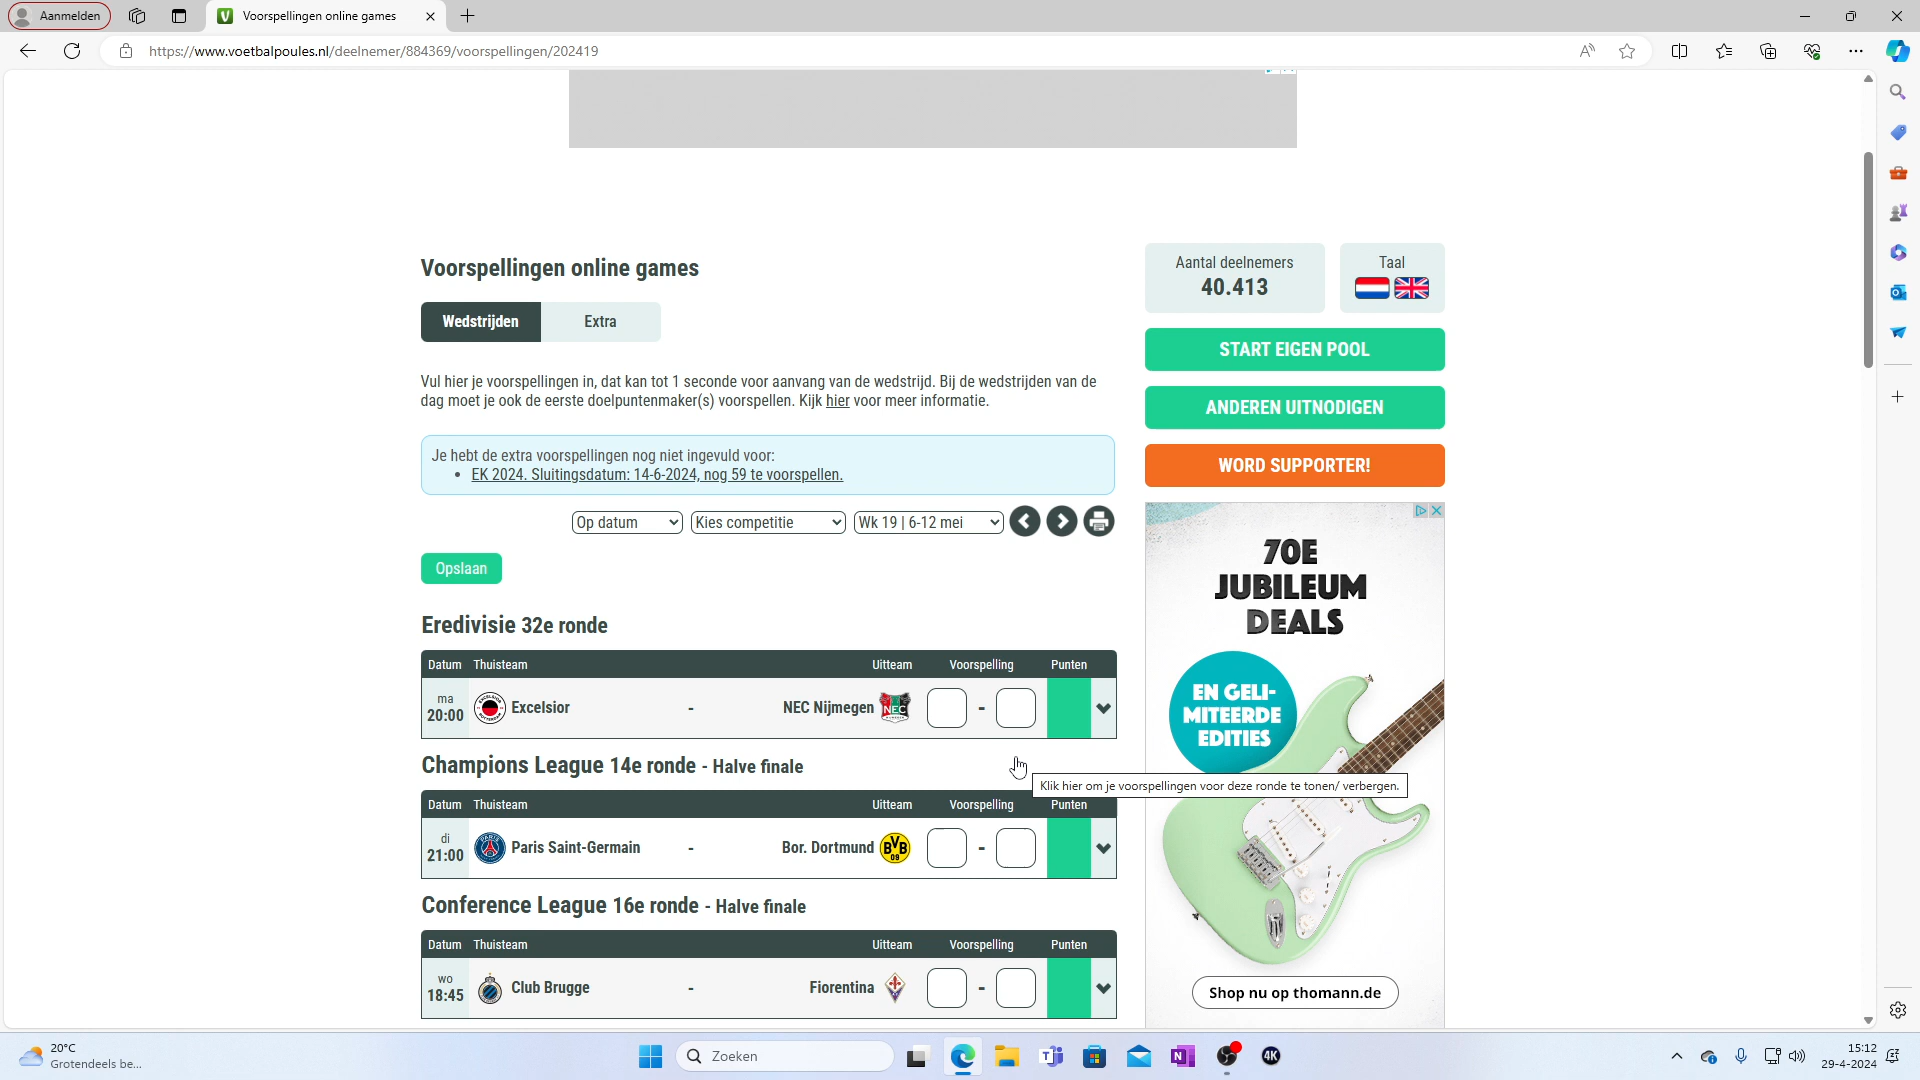 Aanmelden
Voorspellingen online games
https://www.voetbalpoules.nl/deelnemer/884369/voorspellingen/202419
Voorspellingen online games
Wedstrijden
Extra
Vul hier je voorspellingen in, dat kan tot 1 seconde voor aanvang van de wedstrijd. Bij de wedstrijden van de
dag moet je ook de eerste doelpuntenmaker(s) voorspellen. Kijk hier voor meer informatie.
Je hebt de extra voorspellingen nog niet ingevuld voor:
• EK 2024. Sluitingsdatum: 14-6-2024, nog 59 te voorspellen.
Op datum
Kies competitie
Wk 19 | 6-12 mei
Opslaan
Eredivisie 32e ronde
Datum Thuisteam Uitteam Voorspelling Punten
ma
20:00 Excelsior - NEC Nijmegen -
Champions League 14e ronde - Halve finale
Klik hier om je voorspellingen voor deze ronde te tonen/ verbergen.
Datum Thuisteam Uitteam Voorspelling Punten
di
21:00 Paris Saint-Germain - Bor. Dortmund -
Conference League 16e ronde - Halve finale
Datum Thuisteam Uitteam Voorspelling Punten
wo
18:45 Club Brugge - Fiorentina -
Aantal deelnemers
40.413
Taal
START EIGEN POOL
ANDEREN UITNODIGEN
WORD SUPPORTER!
70E
JUBILEUM
DEALS
EN GELI-
MITEERDE
EDITIES
Shop nu op thomann.de
20°C
Grotendeels be...
Zoeken
4K
15:12
29-4-2024